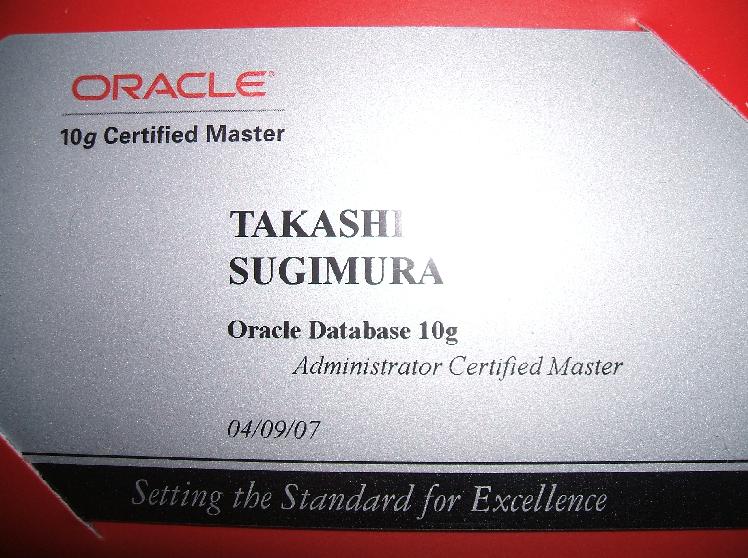 ORACLE®
10g Certified Master
TAKASHI
SUGIMURA
Oracle Database 10g
Administrator Certified Master
04/09/07
Setting the Standard for Excellence